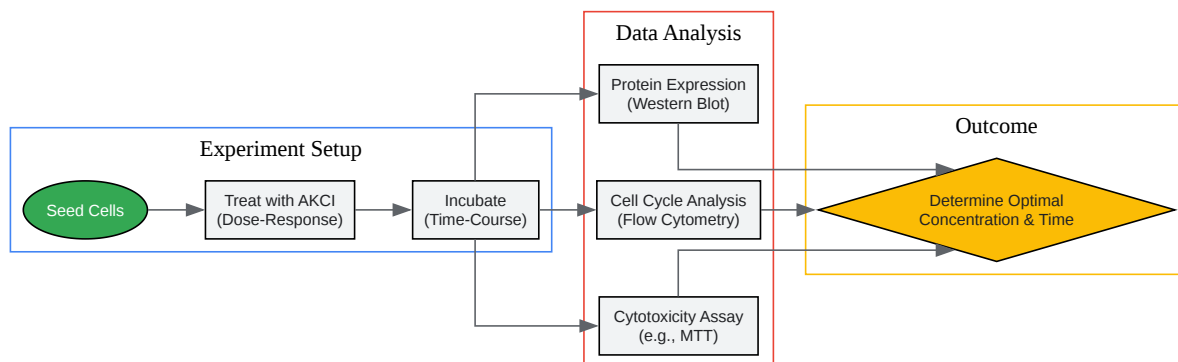 Experiment Setup
Seed Cells
Treat with AKCI
(Dose-Response)
Incubate
(Time-Course)
Data Analysis
Protein Expression
(Western Blot)
Cell Cycle Analysis
(Flow Cytometry)
Cytotoxicity Assay
(e.g., MTT)
Outcome
Determine Optimal
Concentration & Time